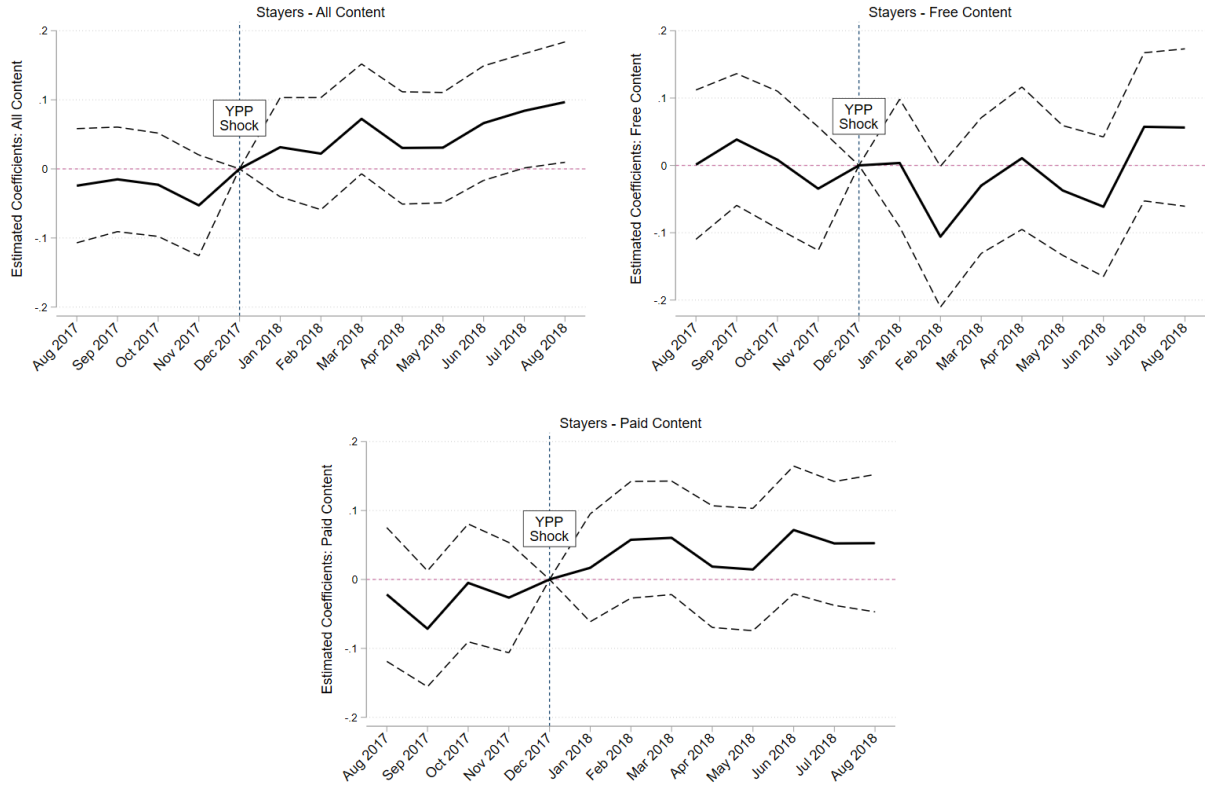 Stayers - All Content
Estimated Coefficients: All Content
.2
.1
0
-.1
-.2
YPP
Shock
Aug 2017
Sep 2017
Oct 2017
Nov 2017
Dec 2017
Jan 2018
Feb 2018
Mar 2018
Apr 2018
May 2018
Jun 2018
Jul 2018
Aug 2018
Stayers - Free Content
Estimated Coefficients: Free Content
.2
.1
0
-.1
-.2
YPP
Shock
Aug 2017
Sep 2017
Oct 2017
Nov 2017
Dec 2017
Jan 2018
Feb 2018
Mar 2018
Apr 2018
May 2018
Jun 2018
Jul 2018
Aug 2018
Stayers - Paid Content
Estimated Coefficients: Paid Content
.2
.1
0
-.1
-.2
YPP
Shock
Aug 2017
Sep 2017
Oct 2017
Nov 2017
Dec 2017
Jan 2018
Feb 2018
Mar 2018
Apr 2018
May 2018
Jun 2018
Jul 2018
Aug 2018